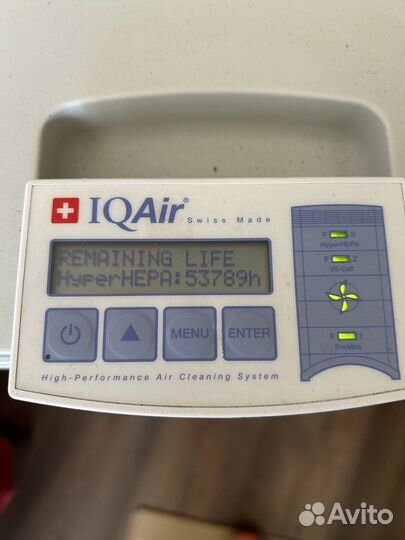 IQAir®
Swiss Made
REMAINING LIFE
HyperHEPA:53789h
MENU
ENTER
F 3
HyperHEPA
F 2
V5-Cell
F 1
PreMax
High-Performance Air Cleaning System
Avito